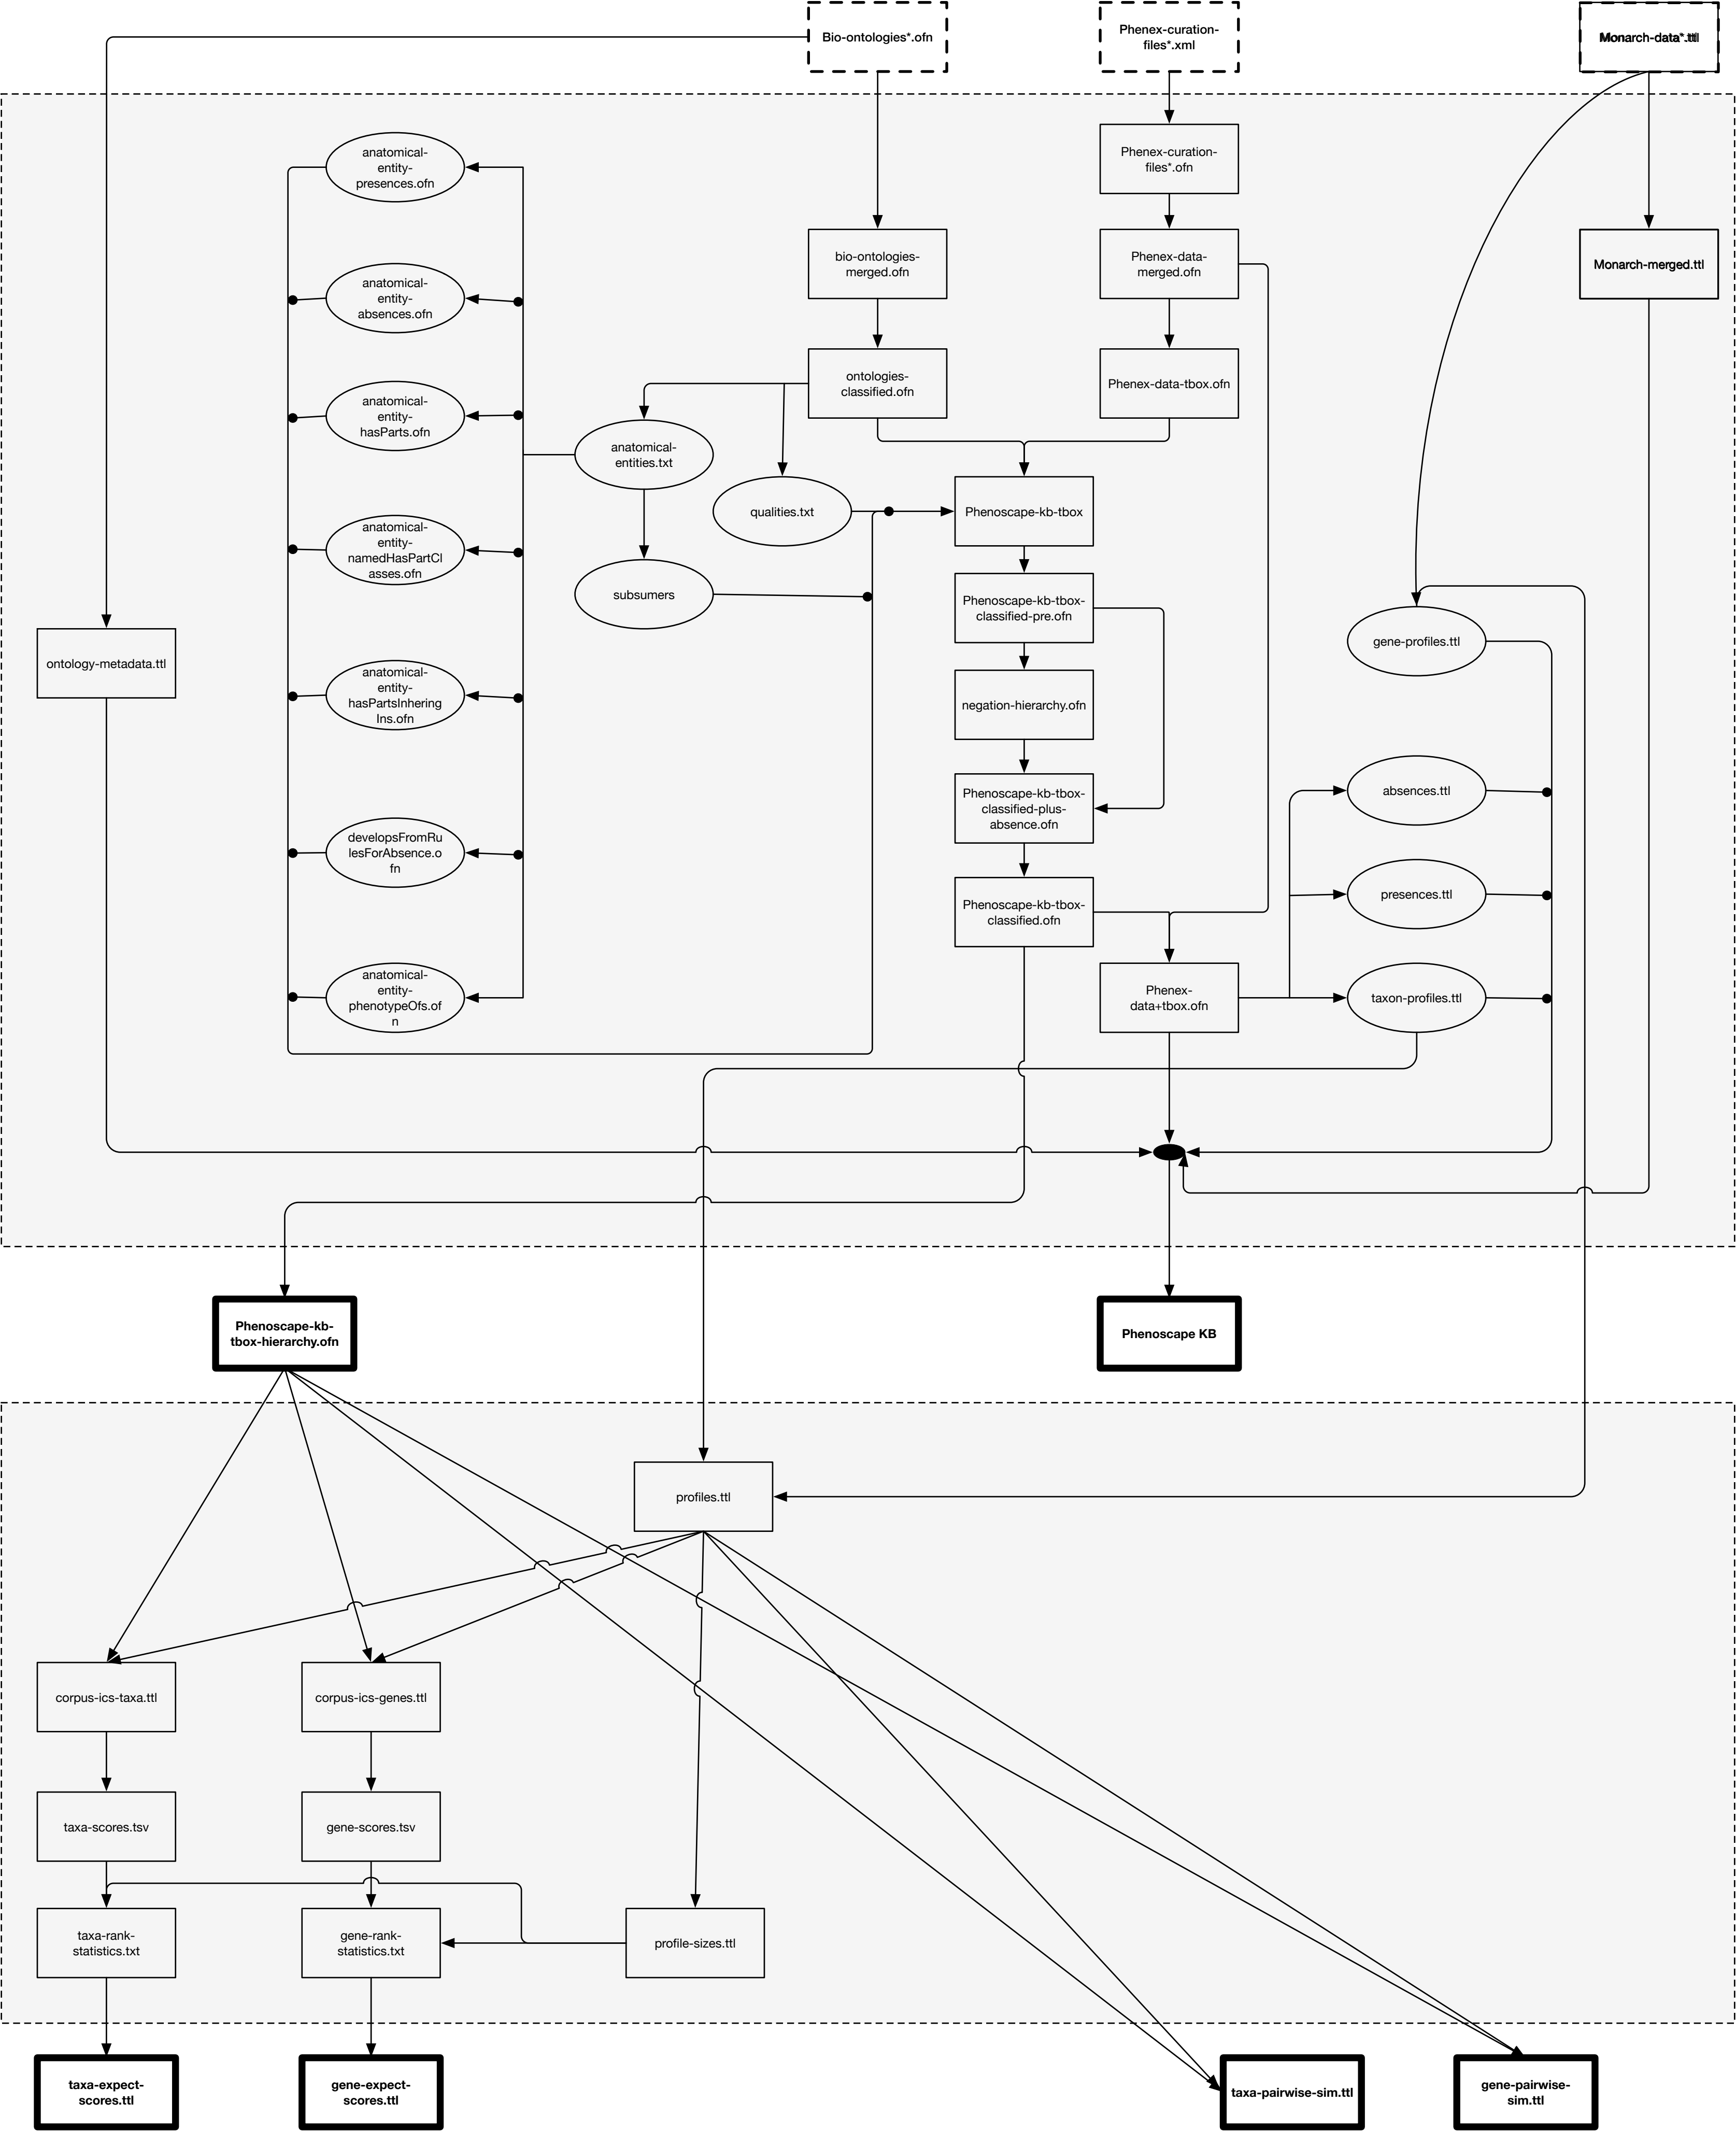 Bio-ontologies*.ofn
Phenex-curation-
files*.xml
Monarch-data*.ttl
anatomical-
entity-
presences.ofn
Phenex-curation-
files*.ofn
bio-ontologies-
merged.ofn
Phenex-data-
merged.ofn
Monarch-merged.ttl
anatomical-
entity-
absences.ofn
ontologies-
classified.ofn
Phenex-data-tbox.ofn
anatomical-
entity-
hasParts.ofn
anatomical-
entities.txt
qualities.txt
Phenoscape-kb-tbox
anatomical-
entity-
namedHasPartCl
asses.ofn
subsumers
Phenoscape-kb-tbox-
classified-pre.ofn
gene-profiles.ttl
ontology-metadata.ttl
anatomical-
entity-
hasPartsInhering
Ins.ofn
negation-hierarchy.ofn
Phenoscape-kb-tbox-
classified-plus-
absence.ofn
absences.ttl
developsFromRu
lesForAbsence.o
fn
Phenoscape-kb-tbox-
classified.ofn
presences.ttl
anatomical-
entity-
phenotypeOfs.of
n
Phenex-
data+tbox.ofn
taxon-profiles.ttl
Phenoscape-kb-
tbox-hierarchy.ofn
Phenoscape KB
profiles.ttl
corpus-ics-taxa.ttl
corpus-ics-genes.ttl
taxa-scores.tsv
gene-scores.tsv
taxa-rank-
statistics.txt
gene-rank-
statistics.txt
profile-sizes.ttl
taxa-expect-
scores.ttl
gene-expect-
scores.ttl
taxa-pairwise-sim.ttl
gene-pairwise-
sim.ttl